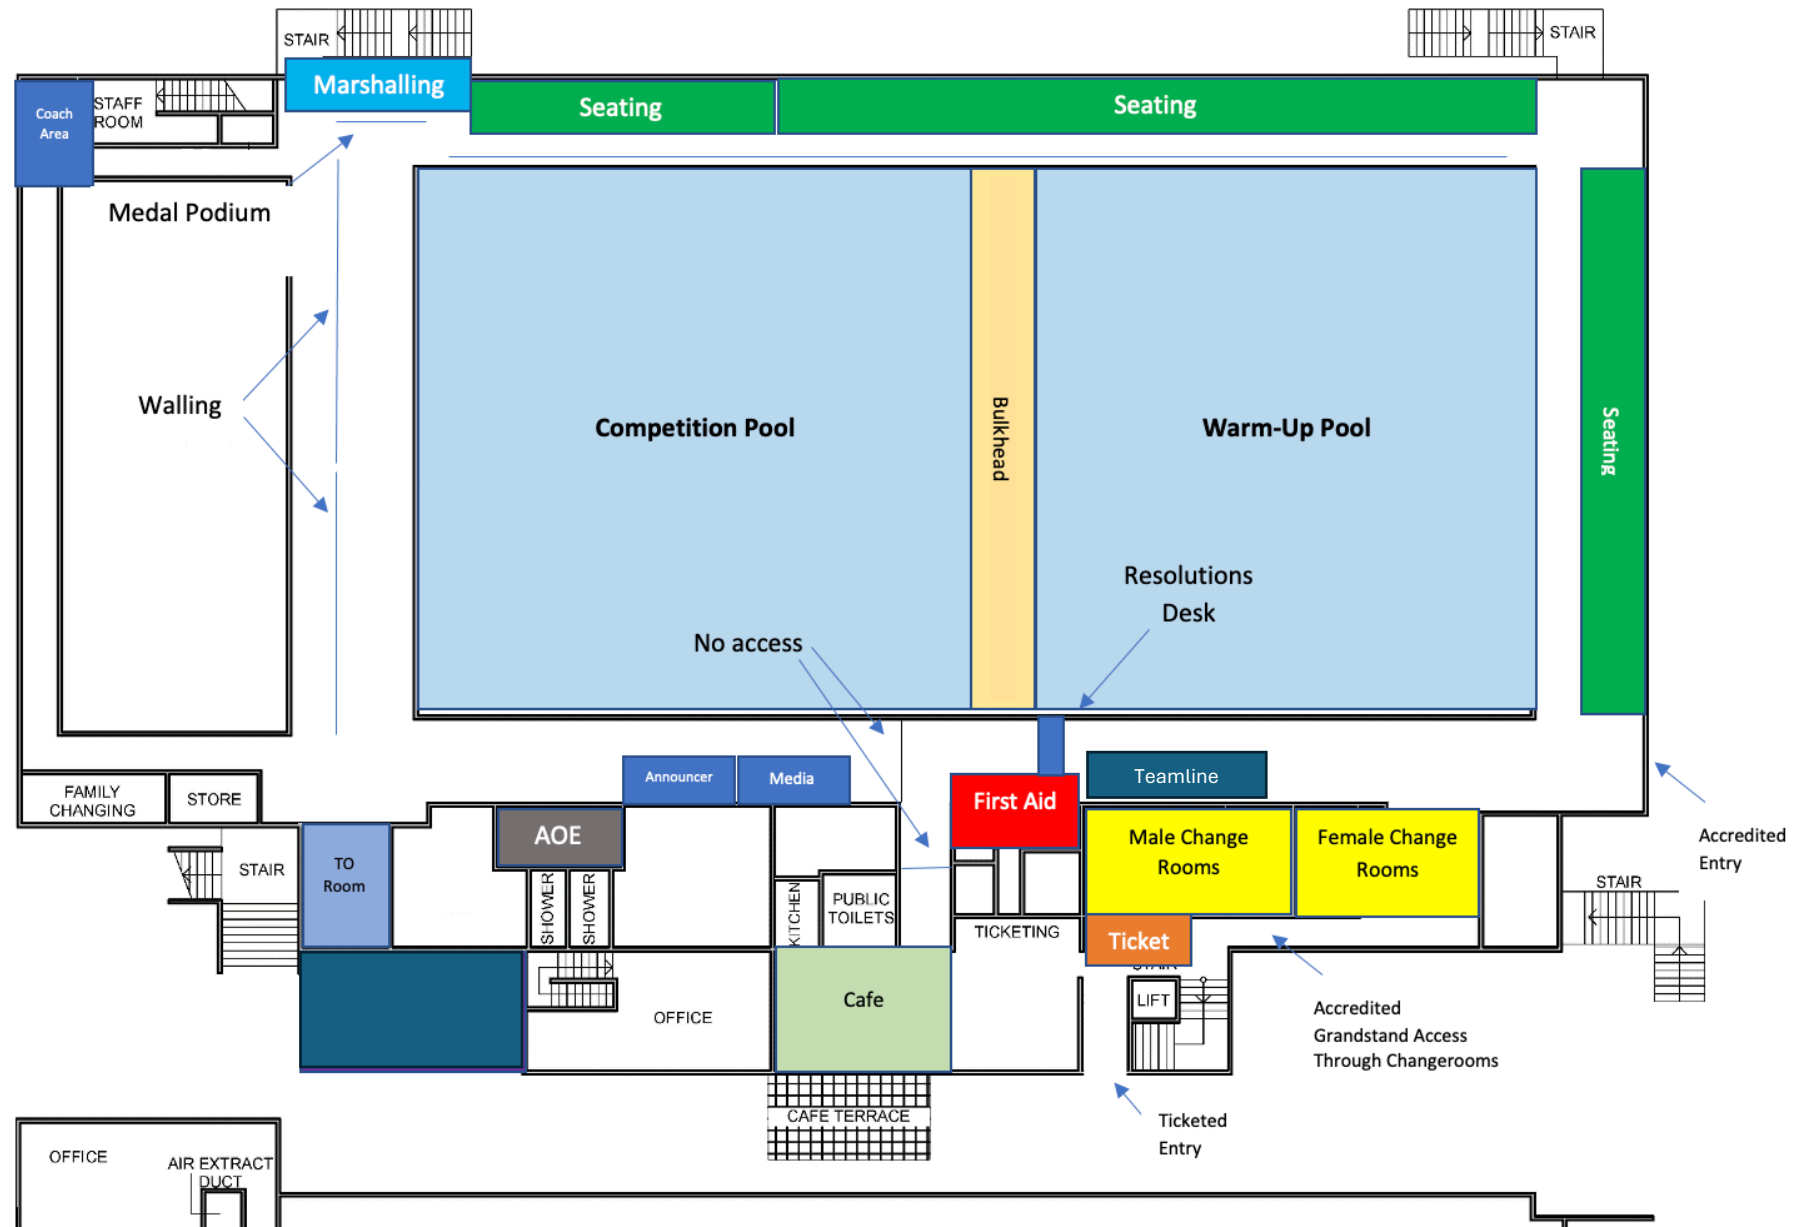 STAIR
STAIR
Marshalling
Coach
Area
STAFF
ROOM
Seating
Seating
Medal Podium
Walling
Competition Pool
Bulkhead
Warm-Up Pool
Seating
Resolutions
Desk
No access
FAMILY
CHANGING
STORE
Announcer
Media
First Aid
Teamline
AOE
TO
Room
STAIR
SHOWER
SHOWER
KITCHEN
PUBLIC
TOILETS
Male Change
Rooms
Female Change
Rooms
Accredited
Entry
STAIR
TICKETING
Ticket
STAIR
LIFT
OFFICE
Cafe
Accredited
Grandstand Access
Through Changerooms
CAFE TERRACE
Ticketed
Entry
OFFICE
AIR EXTRACT
DUCT